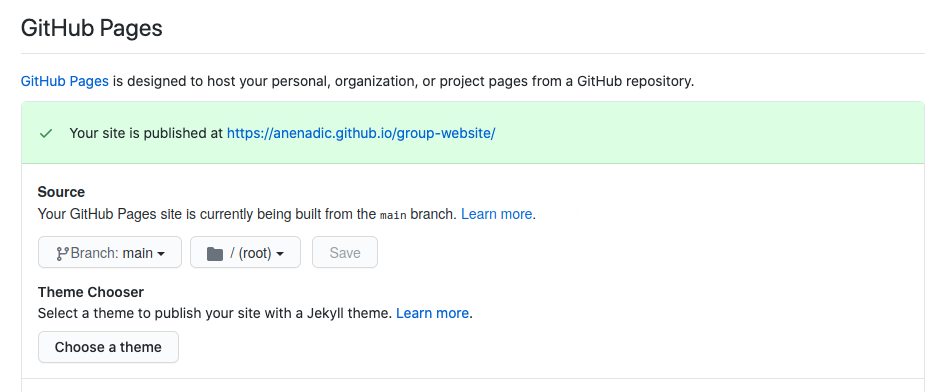 GitHub Pages
GitHub Pages is designed to host your personal, organization, or project pages from a GitHub repository.
Your site is published at https://anenadic.github.io/group-website/
Source
Your GitHub Pages site is currently being built from the main branch. Learn more.
Branch: main / (root) Save
Theme Chooser
Select a theme to publish your site with a Jekyll theme. Learn more.
Choose a theme